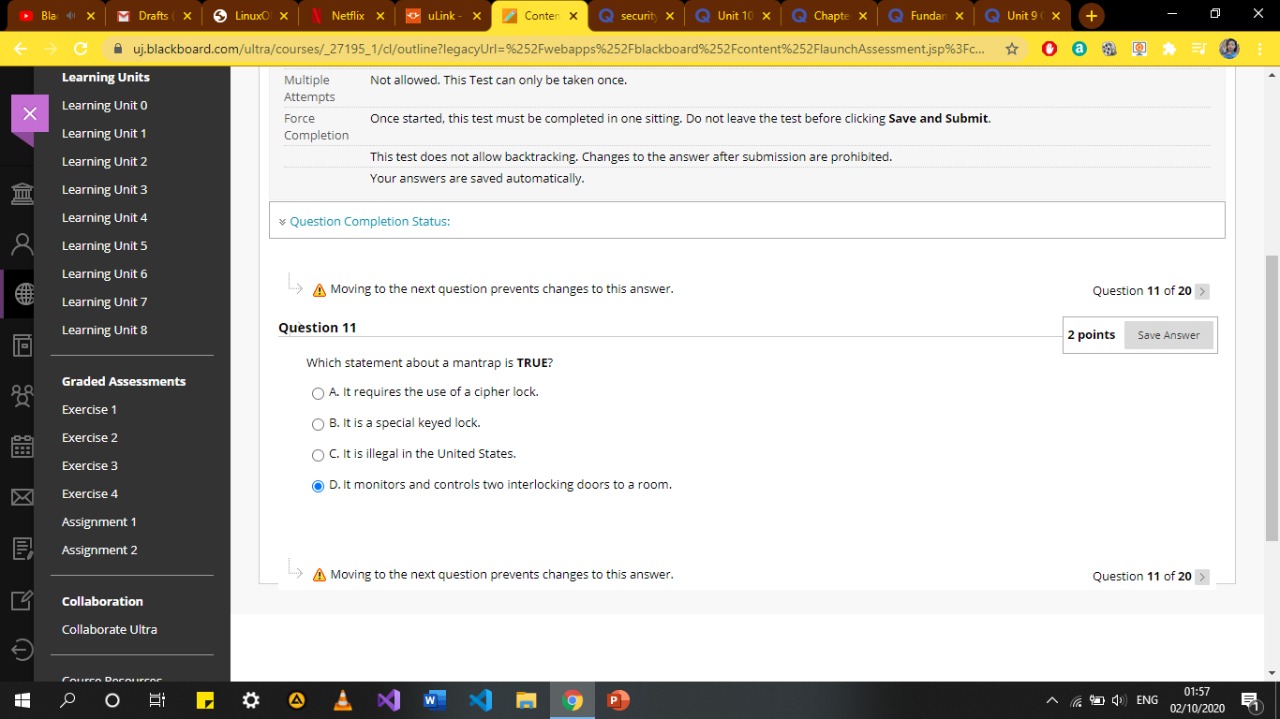 Bla
Drafts (
LinuxO
Netflix
uLink -
Conten
security
Unit 10
Chapte
Fundan
Unit 9 (
uj.blackboard.com/ultra/courses/_27195_1/cl/outline?legacyUrl=%252Fwebapps%252Fblackboard%252Fcontent%252FlaunchAssessment.jsp%3Fc...
Learning Units
Learning Unit 0
Learning Unit 1
Learning Unit 2
Learning Unit 3
Learning Unit 4
Learning Unit 5
Learning Unit 6
Learning Unit 7
Learning Unit 8
Graded Assessments
Exercise 1
Exercise 2
Exercise 3
Exercise 4
Assignment 1
Assignment 2
Collaboration
Collaborate Ultra
Course Resources
Multiple
Attempts
Not allowed. This Test can only be taken once.
Force
Completion
Once started, this test must be completed in one sitting. Do not leave the test before clicking Save and Submit.
This test does not allow backtracking. Changes to the answer after submission are prohibited.
Your answers are saved automatically.
Question Completion Status:
Moving to the next question prevents changes to this answer.
Question 11 of 20
Question 11
2 points
Save Answer
Which statement about a mantrap is TRUE?
A. It requires the use of a cipher lock.
B. It is a special keyed lock.
C. It is illegal in the United States.
D. It monitors and controls two interlocking doors to a room.
Moving to the next question prevents changes to this answer.
Question 11 of 20
ENG
01:57
02/10/2020
1